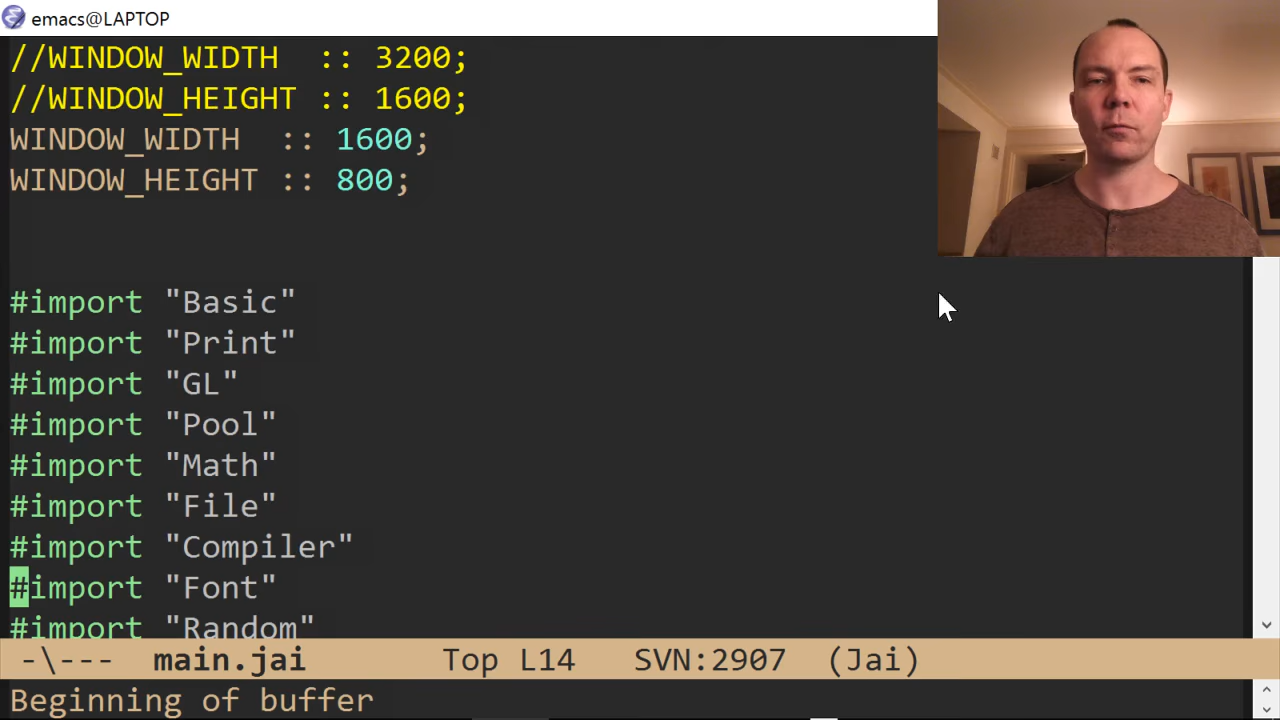 emacs@LAPTOP
//WINDOW_WIDTH  :: 3200;
//WINDOW_HEIGHT :: 1600;
WINDOW_WIDTH  :: 1600;
WINDOW_HEIGHT :: 800;
#import "Basic"
#import "Print"
#import "GL"
#import "Pool"
#import "Math"
#import "File"
#import "Compiler"
#import "Font"
#import "Random"
-\--- main.jai Top L14 SVN:2907 (Jai)
Beginning of buffer